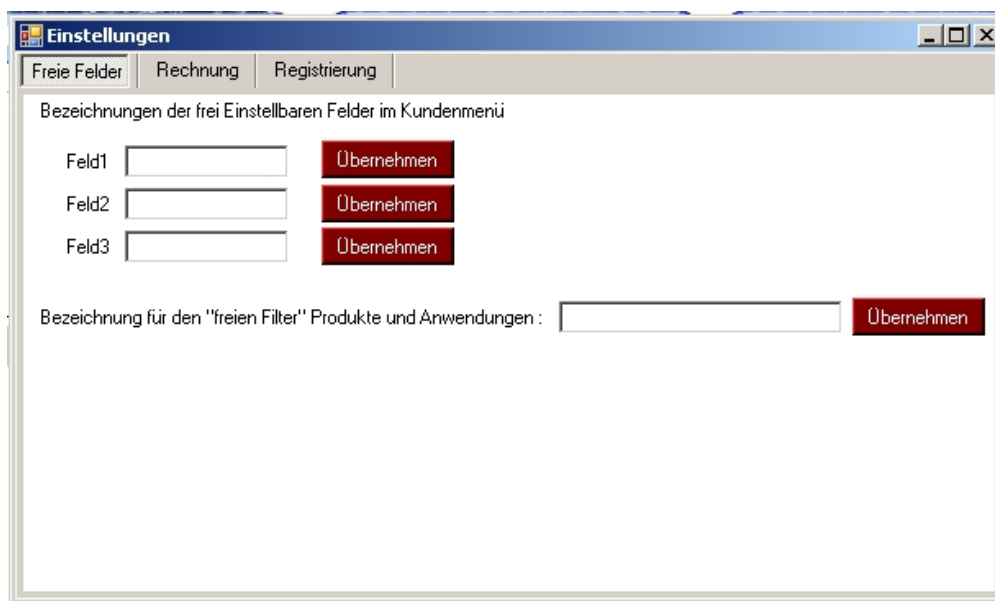 Einstellungen
Freie Felder Rechnung Registrierung
Bezeichnungen der frei Einstellbaren Felder im Kundenmenü
Feld1 Übernehmen
Feld2 Übernehmen
Feld3 Übernehmen
Bezeichnung für den "freien Filter" Produkte und Anwendungen : Übernehmen